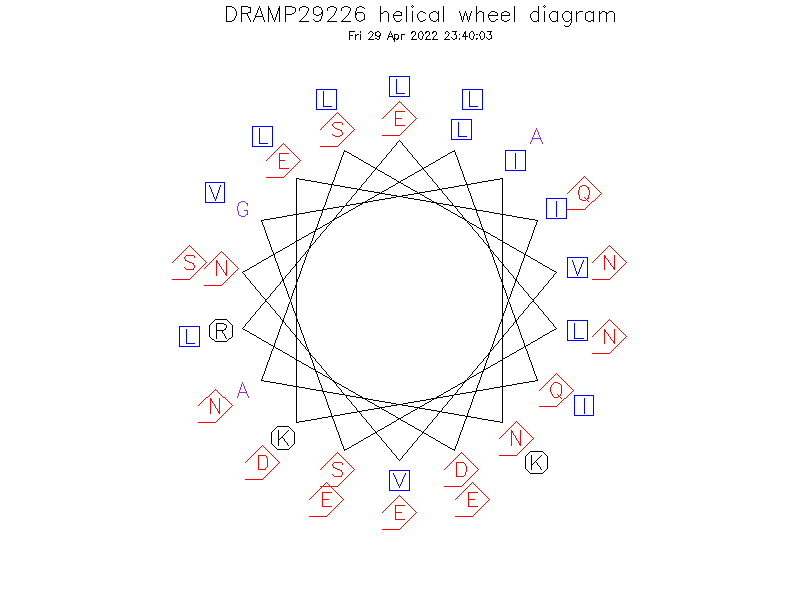 DRAMP29226 helical wheel diagram
Fri 29 Apr 2022 23:40:03
L
L L
E
S L
L A
E I
V Q
G I
S N V N
L R L N
N A Q I
D K N K
S V D
E E E